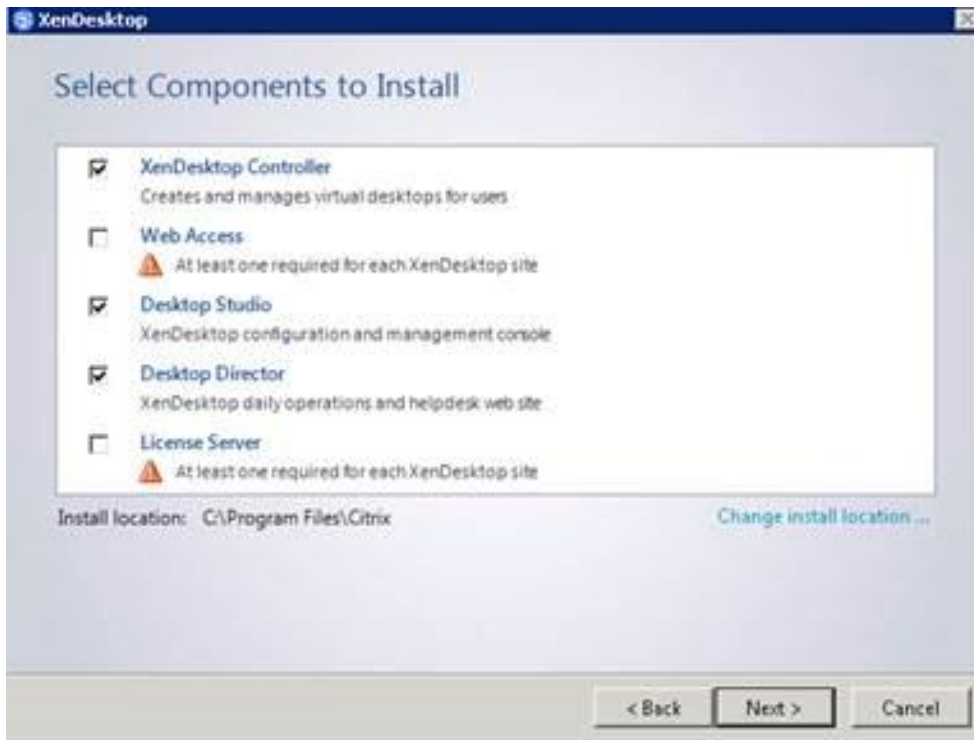 XenDesktop
Select Components to Install
XenDesktop Controller
Creates and manages virtual desktops for users
Web Access
At least one required for each XenDesktop site
Desktop Studio
XenDesktop configuration and management console
Desktop Director
XenDesktop daily operations and helpdesk web site
License Server
At least one required for each XenDesktop site
Install location: C:\Program Files\Citrix Change install location ...
< Back Next > Cancel